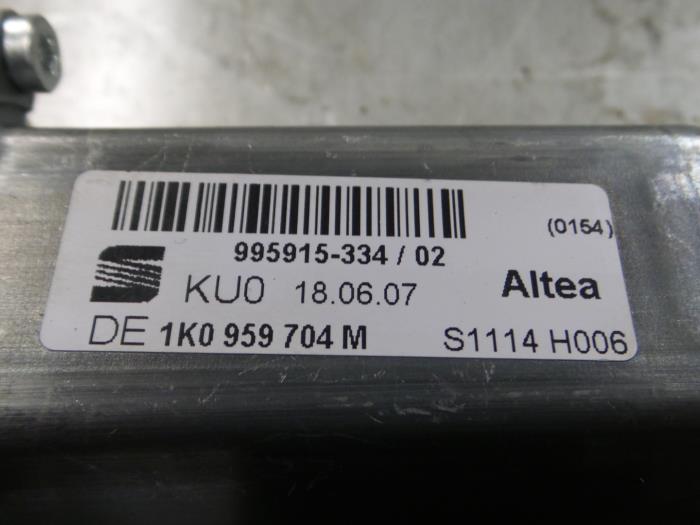 (0154)
995915-334 / 02
KU0 18.06.07 Altea
DE 1K0 959 704 M S1114 H006